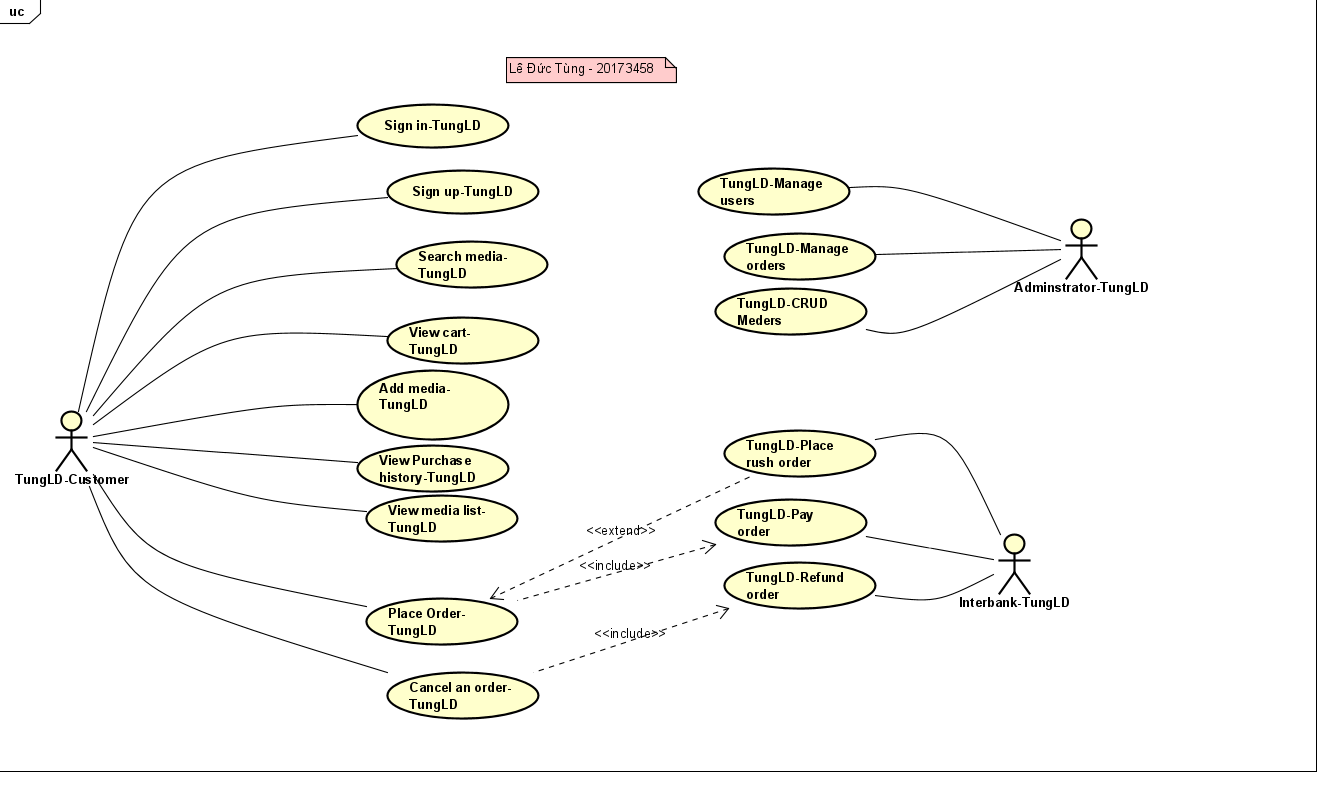 uc
Lê Đức Tùng - 20173458
Sign in-TungLD
Sign up-TungLD
Search media-
TungLD
View cart-
TungLD
Add media-
TungLD
View Purchase
history-TungLD
View media list-
TungLD
Place Order-
TungLD
Cancel an order-
TungLD
TungLD-Customer
<<extend>>
<<include>>
<<include>>
TungLD-Manage
users
TungLD-Manage
orders
TungLD-CRUD
Meders
Adminstrator-TungLD
TungLD-Place
rush order
TungLD-Pay
order
TungLD-Refund
order
Interbank-TungLD